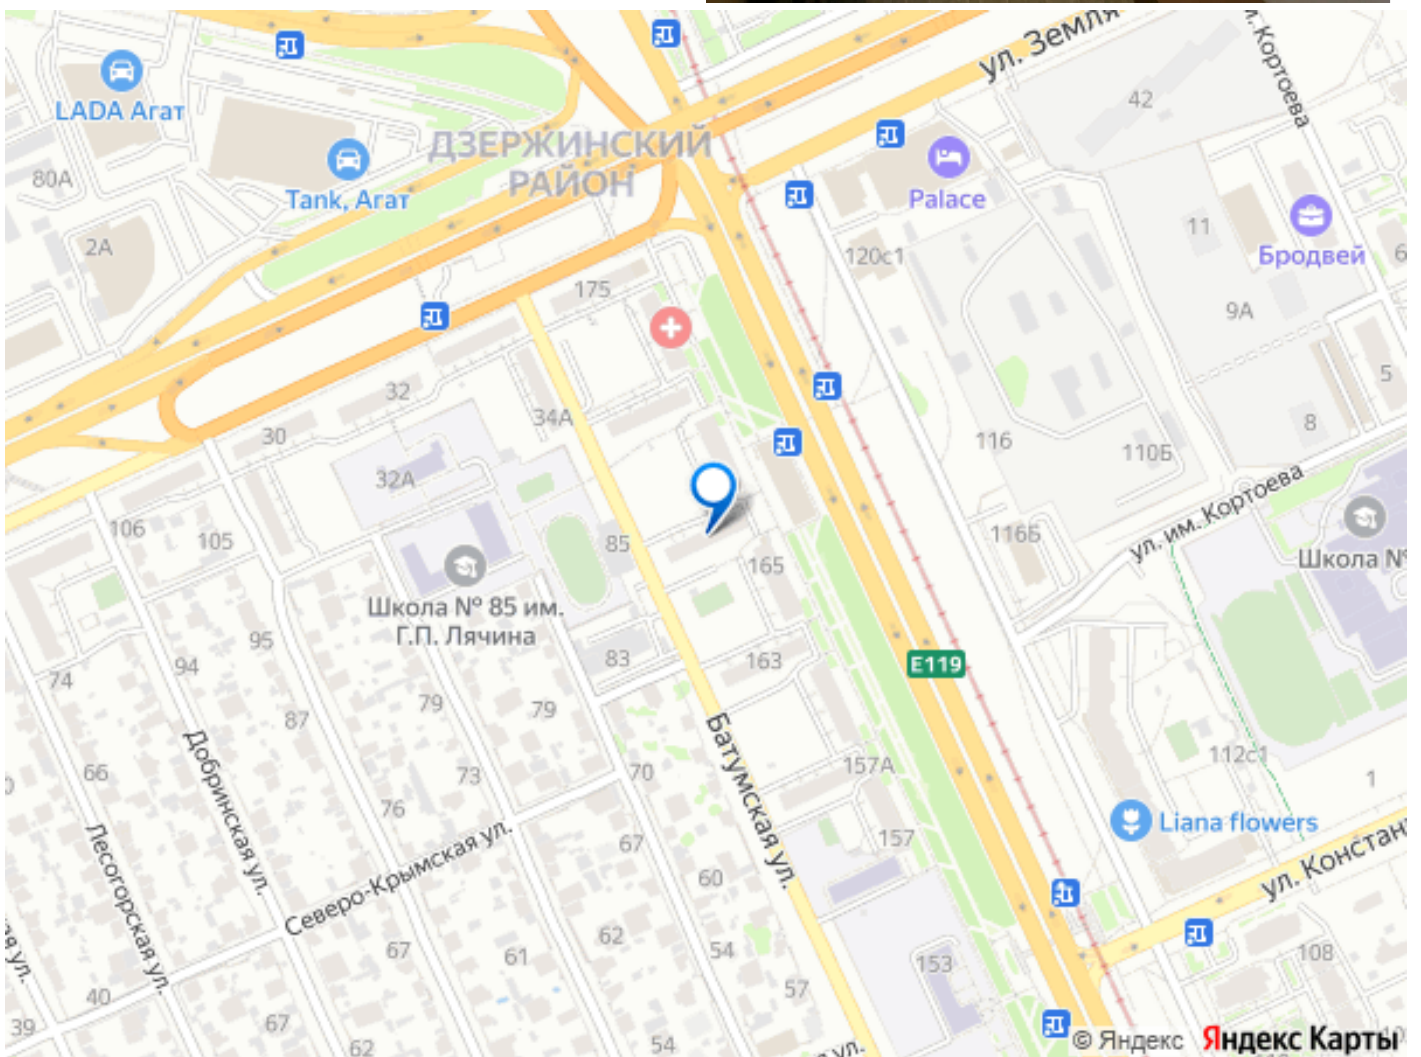 ул. Земля
м. Кортоева
42
LADA Агат
ДЗЕРЖИНСКИЙ
РАЙОН
80А
Tank, Агат
Palace
2А
11
Бродвей
6
120с1
175
9А
32
5
34А
30
8
116
110Б
32А
106
105
85
116Б
ул. им. Кортоева
Школа №
165
Школа № 85 им.
Г.П. Лячина
95
83
163
E119
94
74
79
79
87
Батумская ул.
112с1
70
157А
66
Добринская ул.
73
1
76
Liana flowers
Лесогорская ул.
67
157
Северо-Крымская ул.
60
ул. Констан
62
67
61
54
153
108
ая ул.
57
40
39
67
62
54
ул.
© Яндекс Яндекс Карты